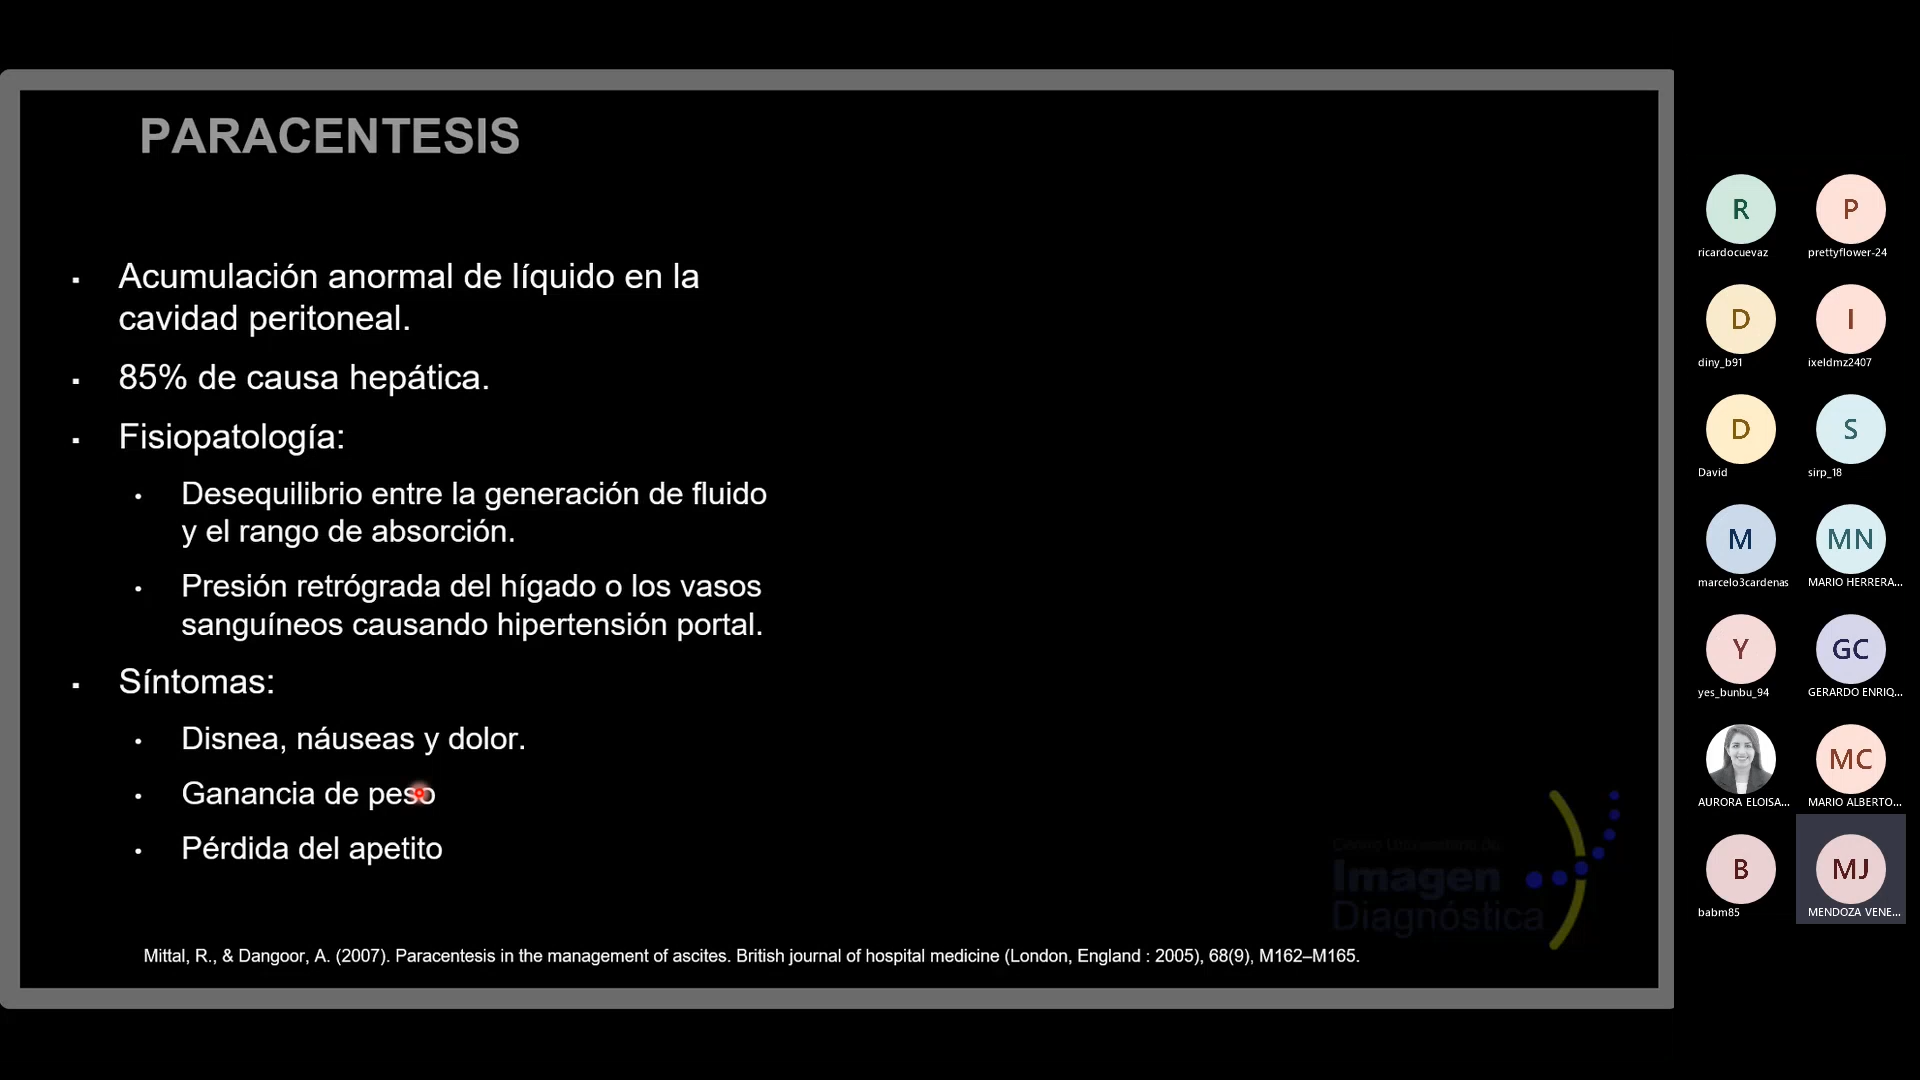 PARACENTESIS
▪ Acumulación anormal de líquido en la
cavidad peritoneal.
▪ 85% de causa hepática.
▪ Fisiopatología:
• Desequilibrio entre la generación de fluido
y el rango de absorción.
• Presión retrógrada del hígado o los vasos
sanguíneos causando hipertensión portal.
▪ Síntomas:
• Disnea, náuseas y dolor.
• Ganancia de peso
• Pérdida del apetito
Imagen
Diagnóstica
Mittal, R., & Dangoor, A. (2007). Paracentesis in the management of ascites. British journal of hospital medicine (London, England : 2005), 68(9), M162–M165.
R P
ricardocuevaz prettyflower-24
D I
diny_b91 ixeldmz2407
D S
David sirp_18
M MN
marcelo3cardenas MARIO HERRERA...
Y GC
yes_bunbu_94 GERARDO ENRIQ...
MC
AURORA ELOISA... MARIO ALBERTO...
B MJ
babm85 MENDOZA VENE...